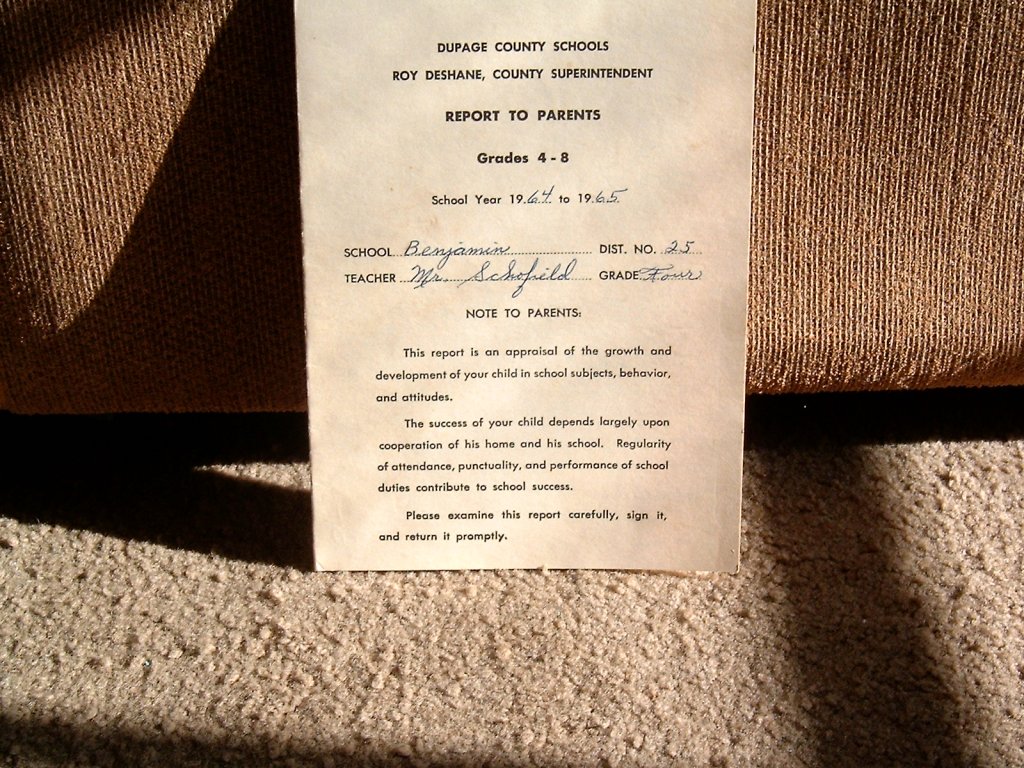 DUPAGE COUNTY SCHOOLS
ROY DESHANE, COUNTY SUPERINTENDENT
REPORT TO PARENTS
Grades 4 - 8
School Year 1964 to 1965
SCHOOL Benjamin DIST. NO. 25
TEACHER Mr. Schofield GRADE Four
NOTE TO PARENTS:
This report is an appraisal of the growth and
development of your child in school subjects, behavior,
and attitudes.
The success of your child depends largely upon
cooperation of his home and his school. Regularity
of attendance, punctuality, and performance of school
duties contribute to school success.
Please examine this report carefully, sign it,
and return it promptly.